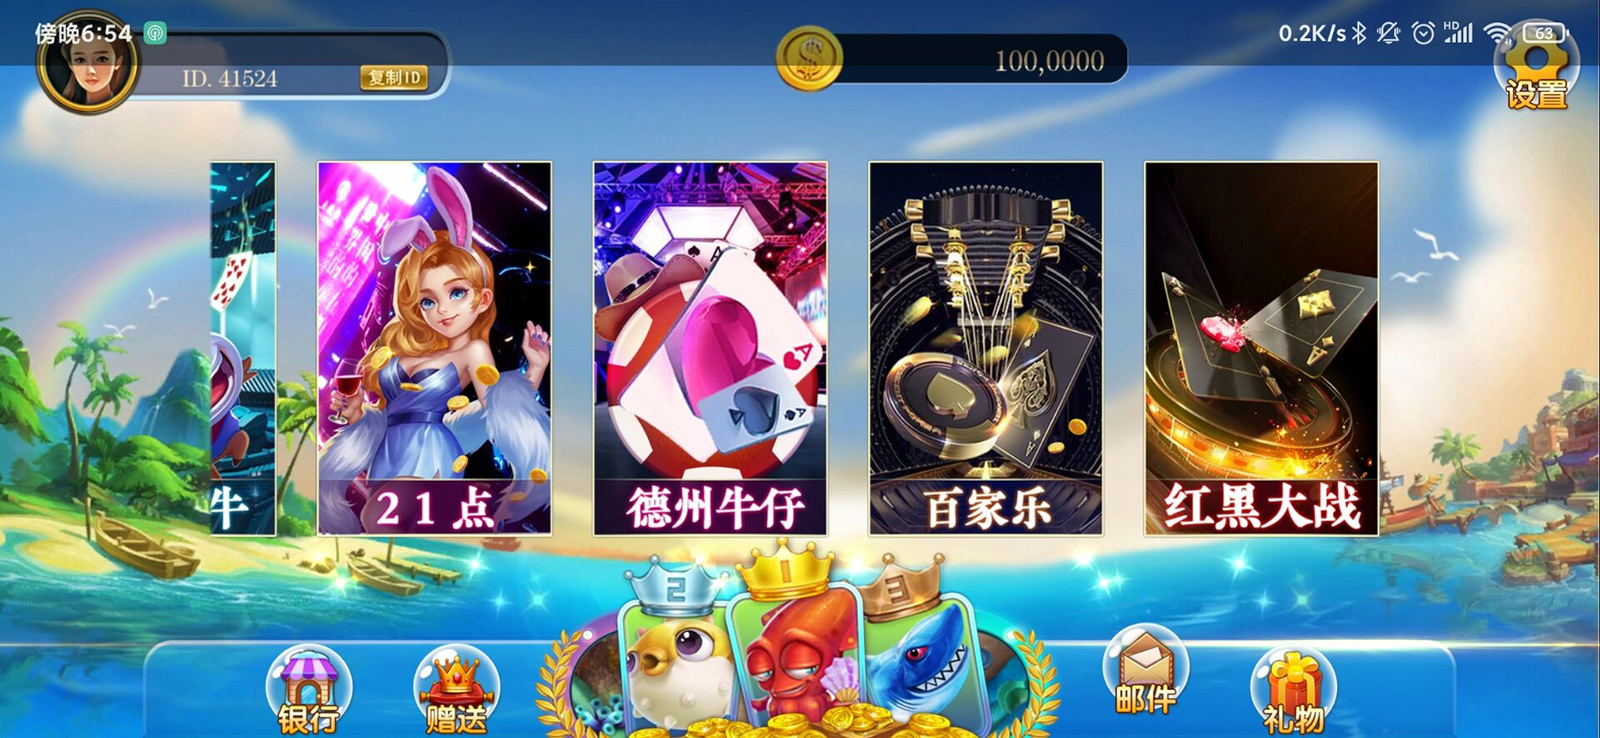 傍晚6:54
0.2K/s
HD
63
ID. 41524
复制ID
100,0000
设置
牛
21点
德州牛仔
百家乐
红黑大战
2
1
3
银行
赠送
邮件
礼物